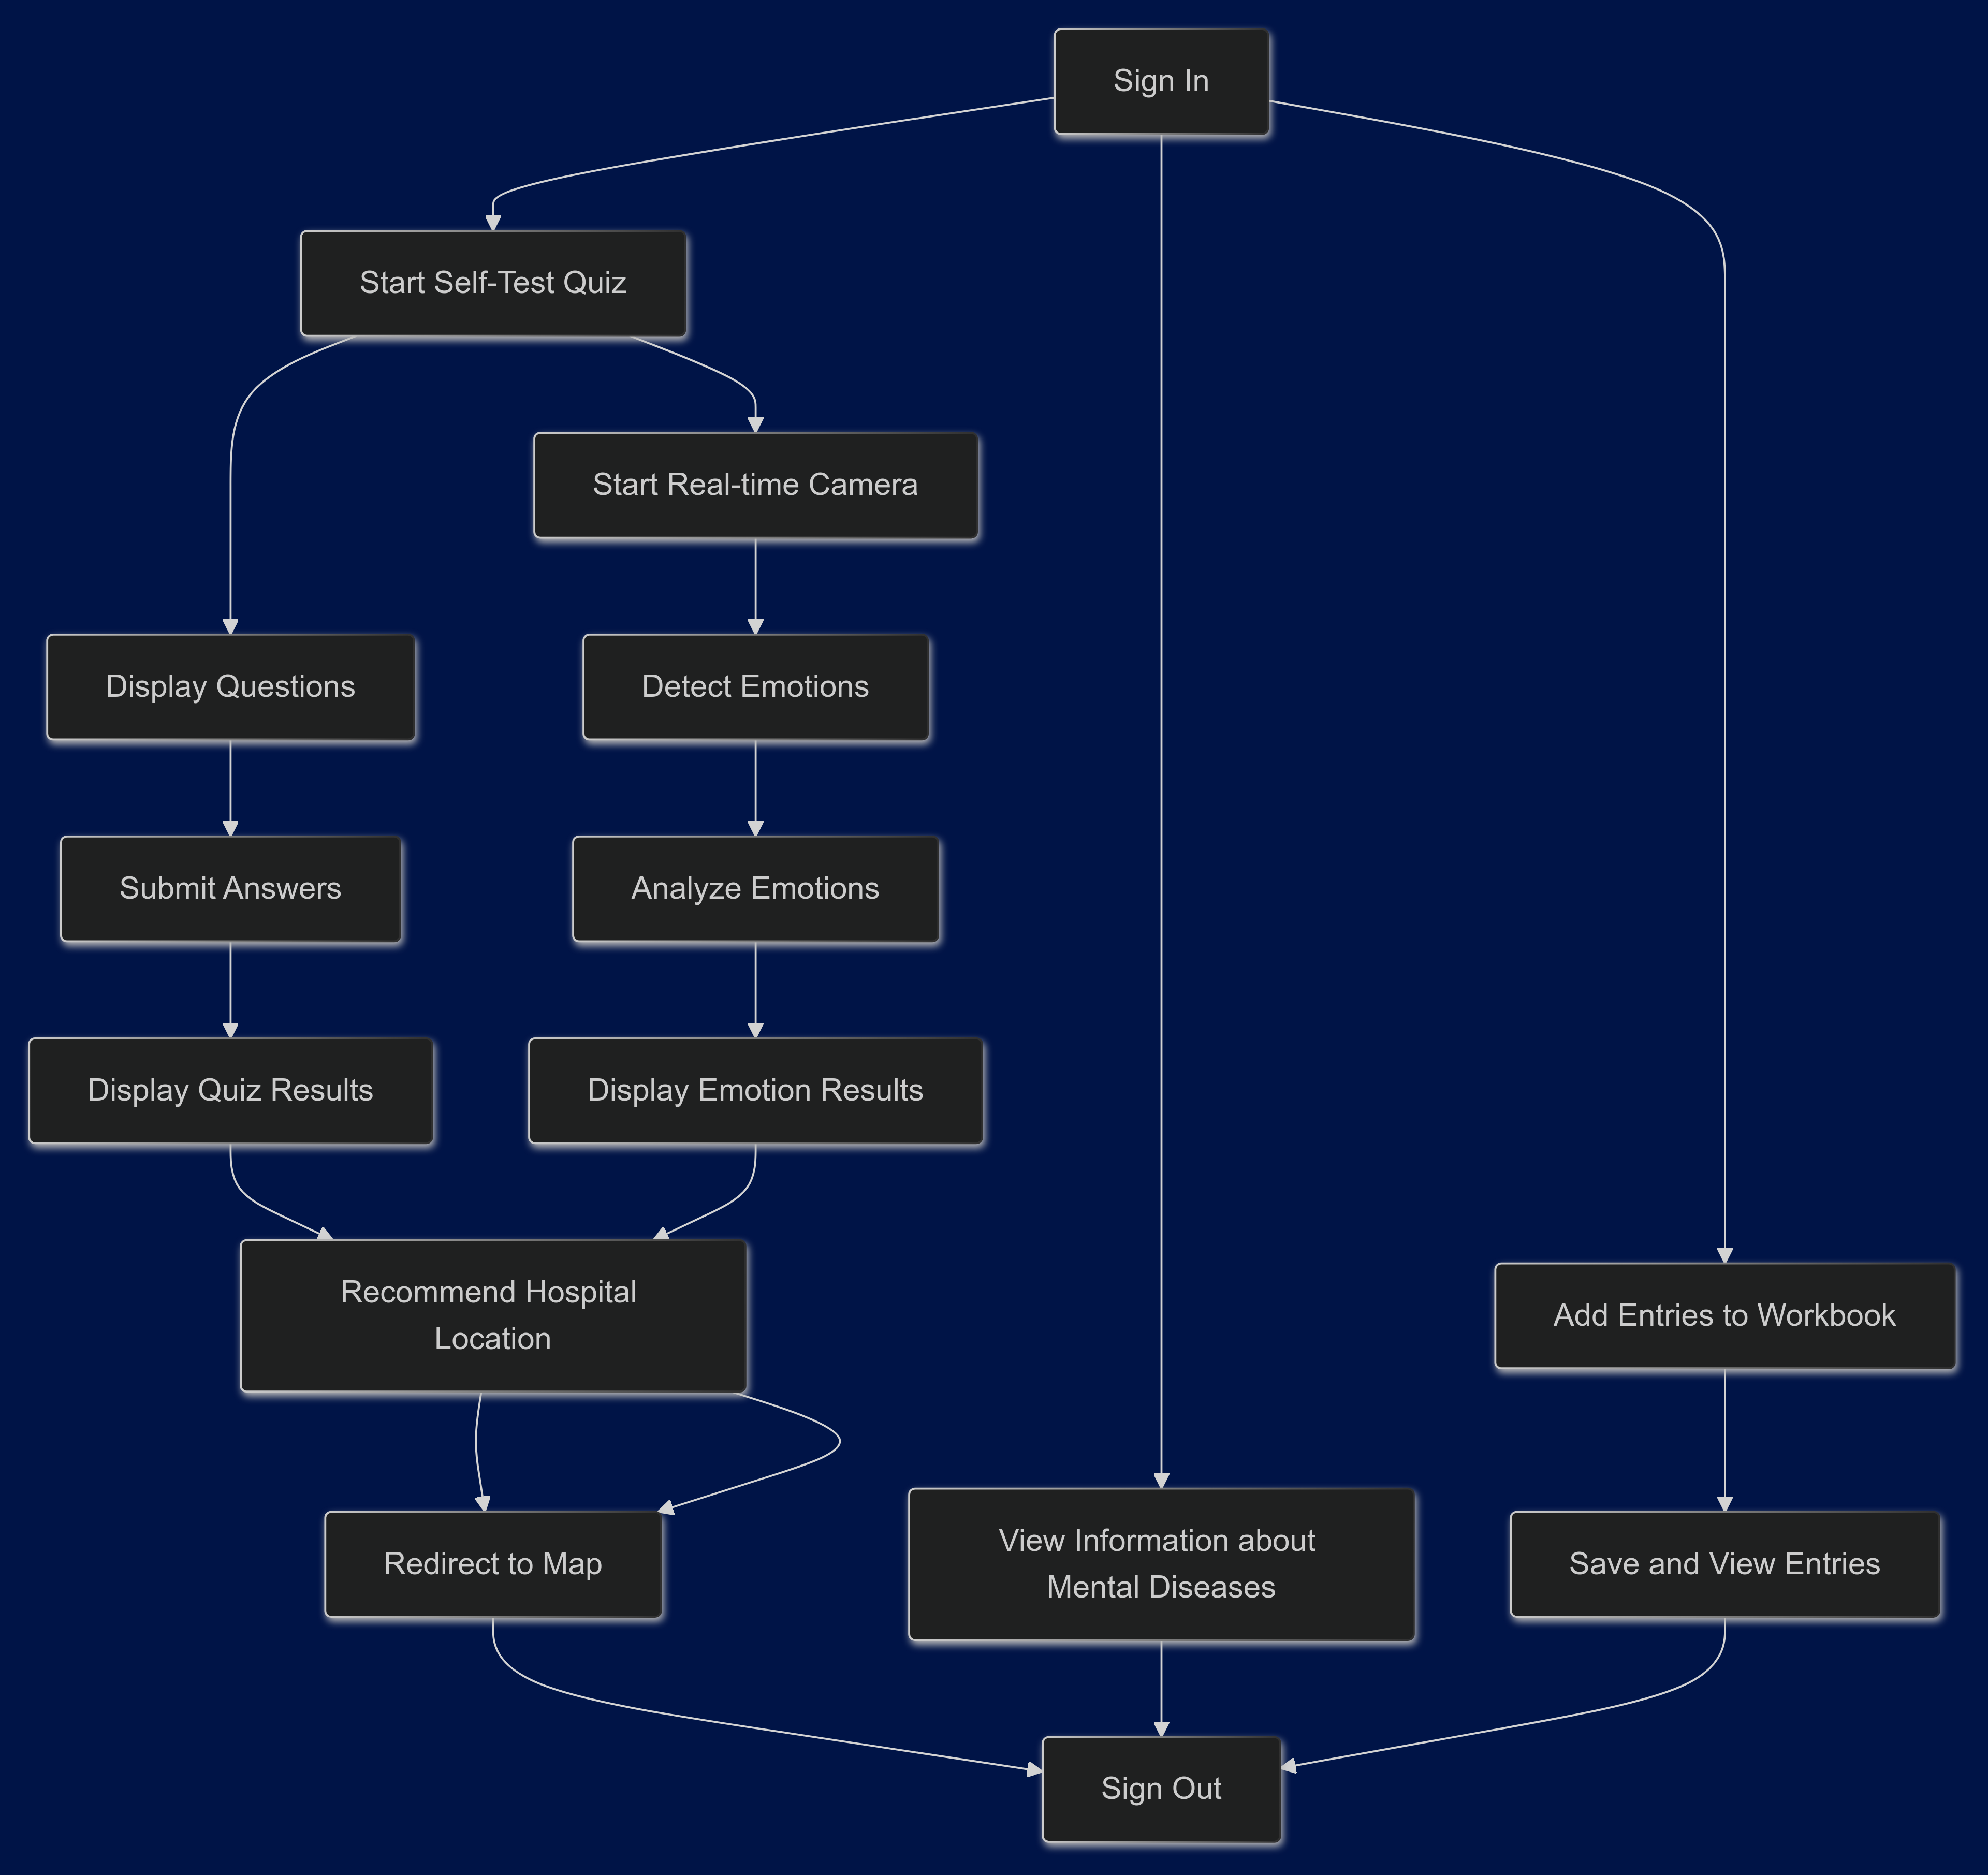 Sign In
Start Self-Test Quiz
Start Real-time Camera
Display Questions
Detect Emotions
Submit Answers
Analyze Emotions
Display Quiz Results
Display Emotion Results
Recommend Hospital
Location
Add Entries to Workbook
Redirect to Map
View Information about
Mental Diseases
Save and View Entries
Sign Out